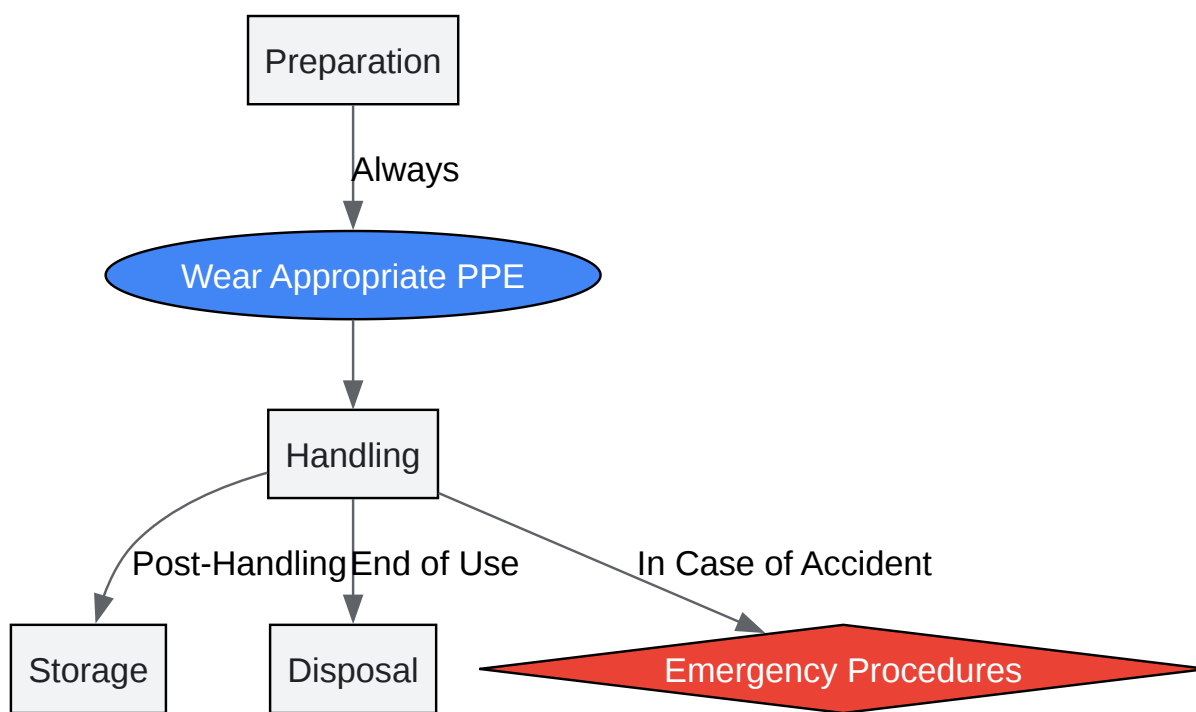 Preparation
Always
Wear Appropriate PPE
Handling
Post-Handling
End of Use
In Case of Accident
Storage
Disposal
Emergency Procedures